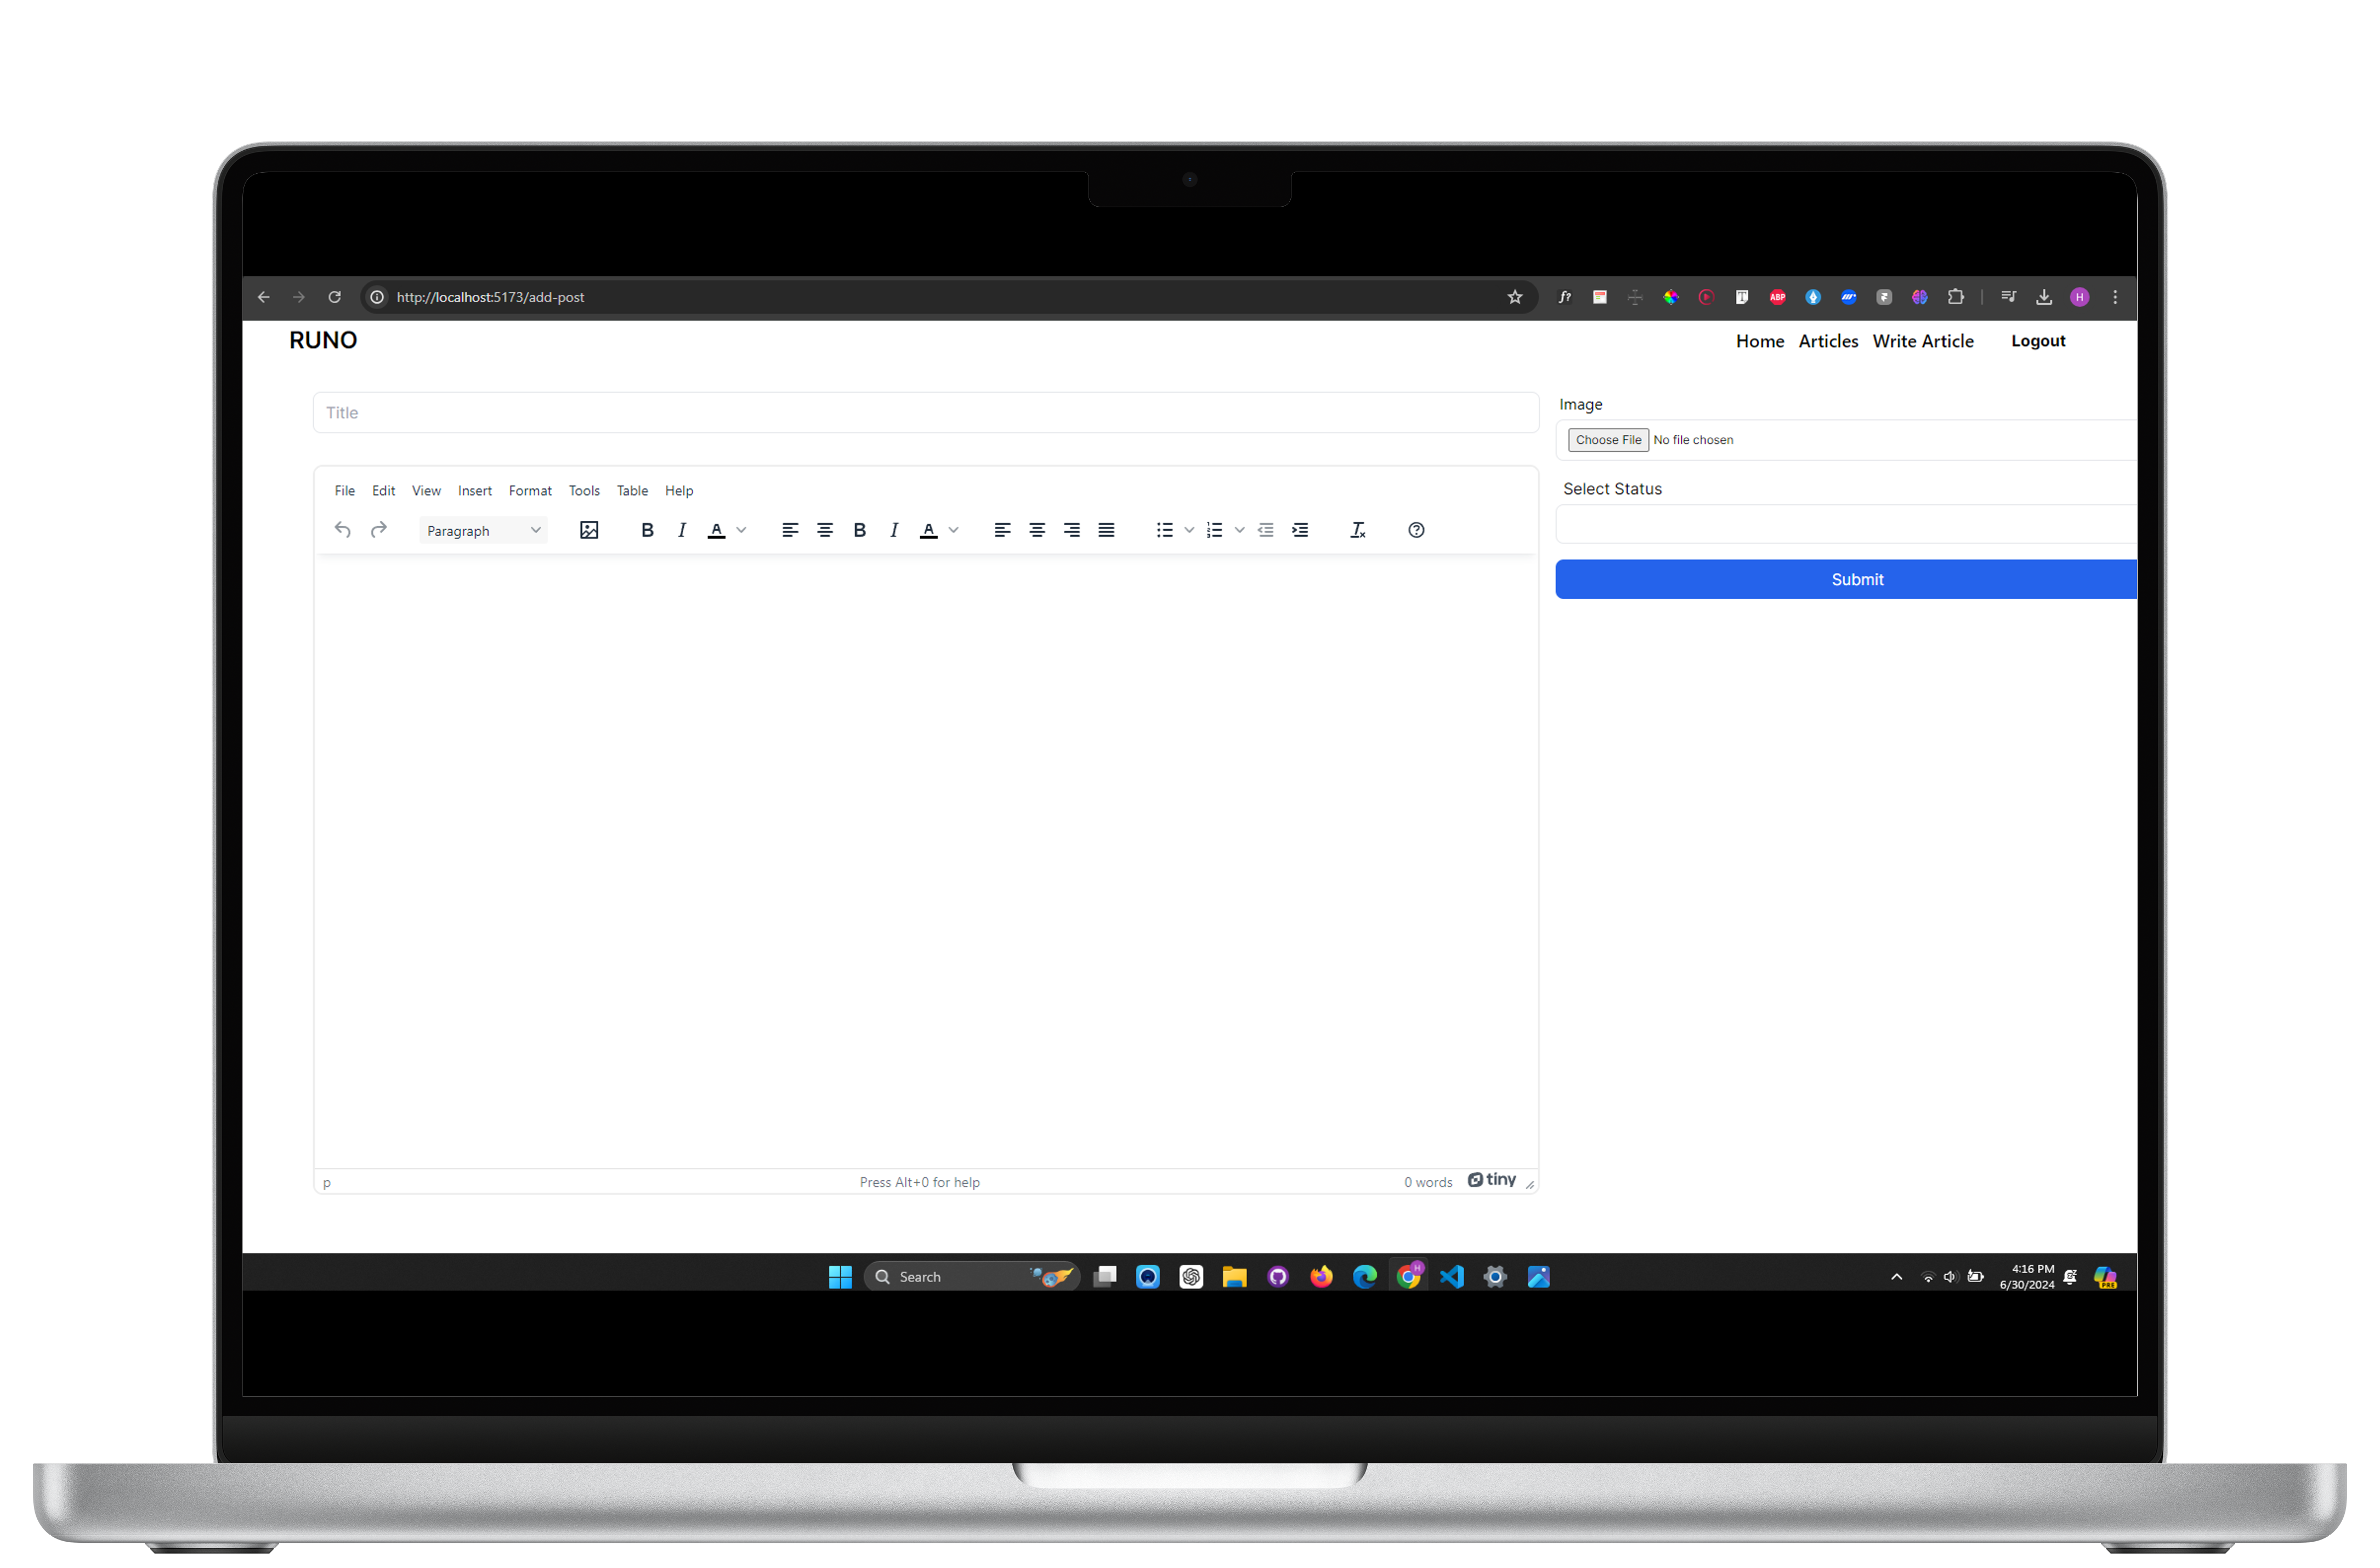 http://localhost:5173/add-post
ABP
H
RUNO
Home Articles Write Article Logout
Title
Image
Choose File No file chosen
Select Status
Submit
File Edit View Insert Format Tools Table Help
Paragraph
p
Press Alt+0 for help
0 words
tiny
Search
H
4:16 PM
6/30/2024
PRE